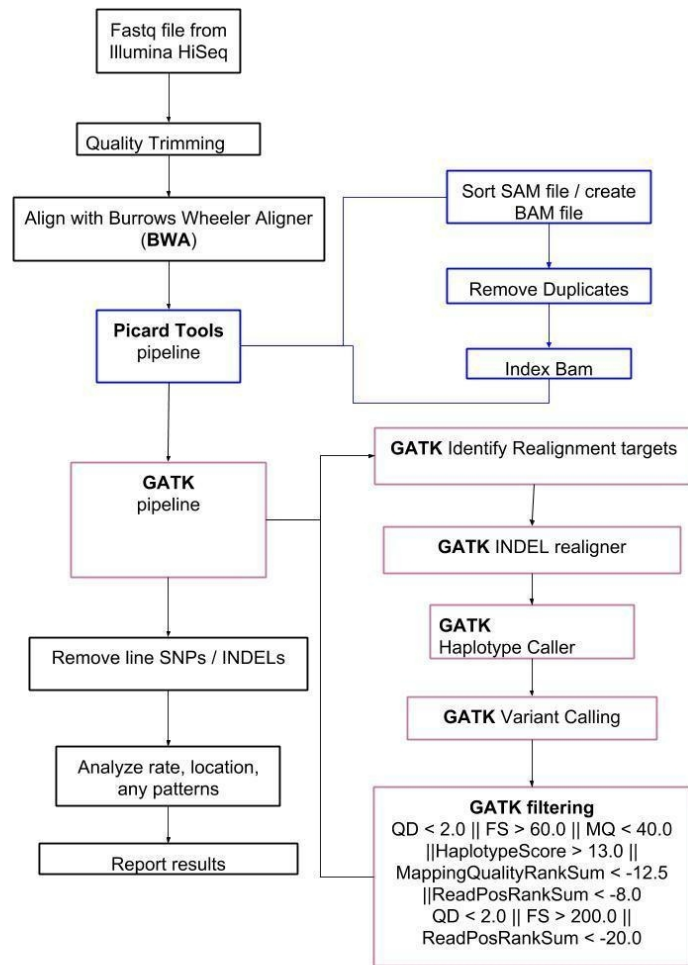 Fastq file from
Illumina HiSeq
Quality Trimming
Align with Burrows Wheeler Aligner
(BWA)
Picard Tools
pipeline
Sort SAM file / create
BAM file
Remove Duplicates
Index Bam
GATK
pipeline
GATK Identify Realignment targets
GATK INDEL realigner
GATK
Haplotype Caller
GATK Variant Calling
GATK filtering
QD < 2.0 || FS > 60.0 || MQ < 40.0
||HaplotypeScore > 13.0 ||
MappingQualityRankSum < -12.5
||ReadPosRankSum < -8.0
QD < 2.0 || FS > 200.0 ||
ReadPosRankSum < -20.0
Remove line SNPs / INDELs
Analyze rate, location,
any patterns
Report results